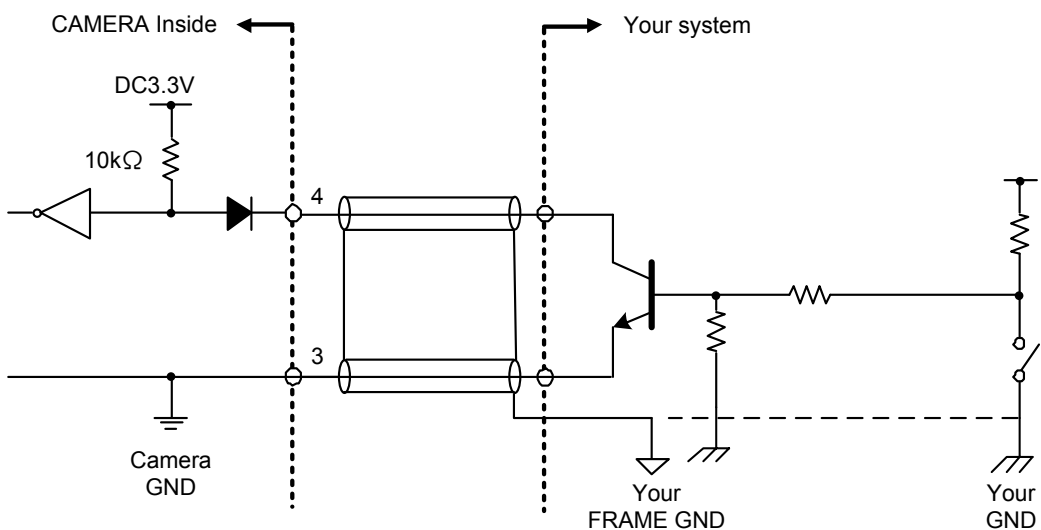 CAMERA Inside
Your system
DC3.3V
10kΩ
4
3
Camera
GND
Your
FRAME GND
Your
GND